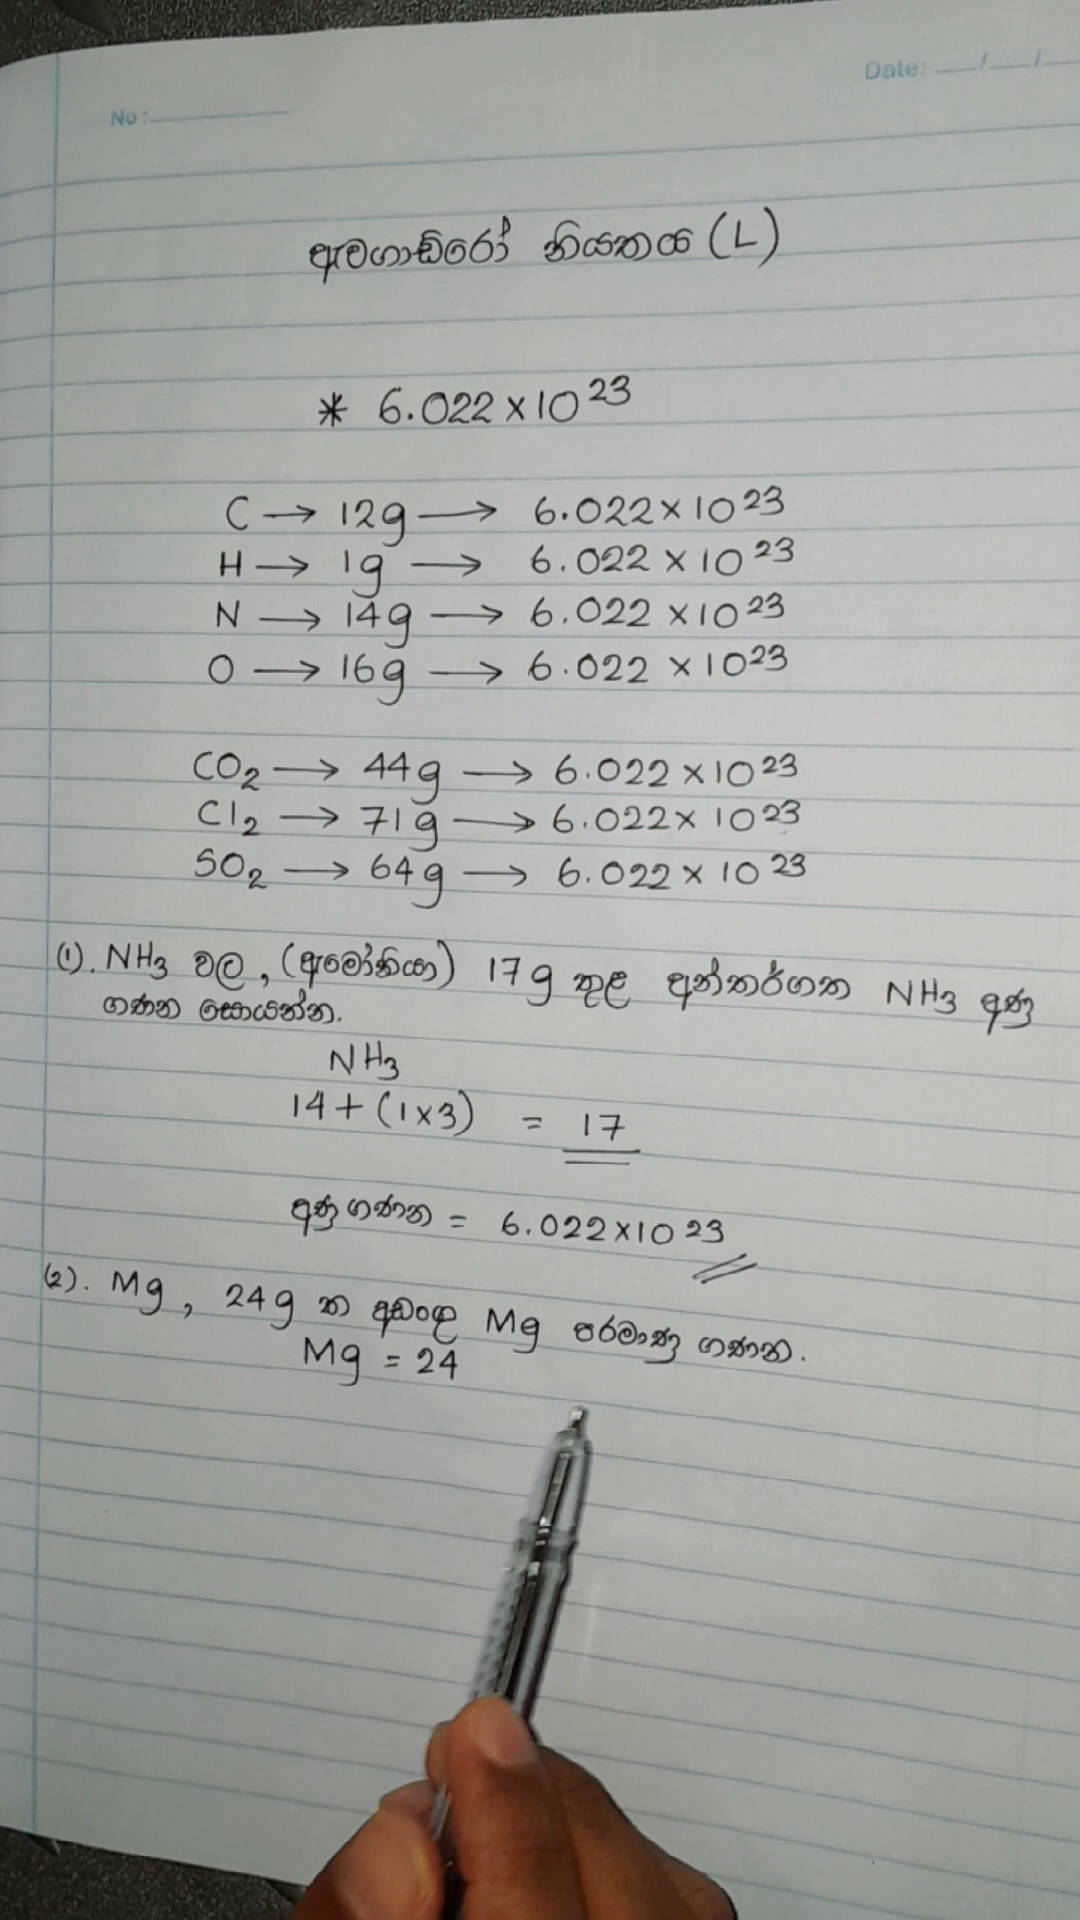 Date: __/__/__
No:
ඇවගාඩ්රෝ නියතය (L)
* 6.022 × 10²³
C → 12g → 6.022 × 10²³
H → 1g → 6.022 × 10²³
N → 14g → 6.022 × 10²³
O → 16g → 6.022 × 10²³
CO₂ → 44g → 6.022 × 10²³
Cl₂ → 71g → 6.022 × 10²³
SO₂ → 64g → 6.022 × 10²³
(1). NH₃ වල, (ඇමෝනියා) 17g තුළ අන්තර්ගත NH₃ අණු
ගණන සොයන්න.
NH₃
14 + (1×3) = 17
අණු ගණන = 6.022 × 10²³
(2). Mg, 24g ක අඩංගු Mg පරමාණු ගණන.
Mg = 24